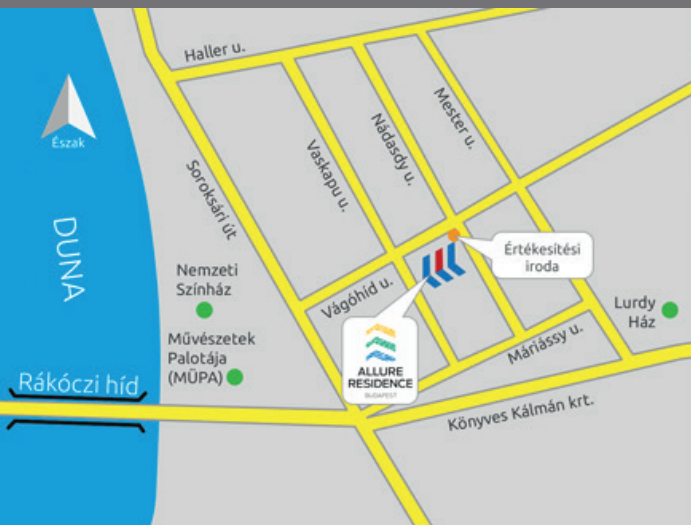 Haller u.
Észak
Mester u.
Nádasdy u.
Vaskapu u.
Soroksári út
DUNA
Értékesítési
iroda
Nemzeti
Színház
Vágóhíd u.
Lurdy
Ház
Művészetek
Palotája
(MŰPA)
Máriássy u.
ALLURE
RESIDENCE
BUDAPEST
Rákóczi híd
Könyves Kálmán krt.